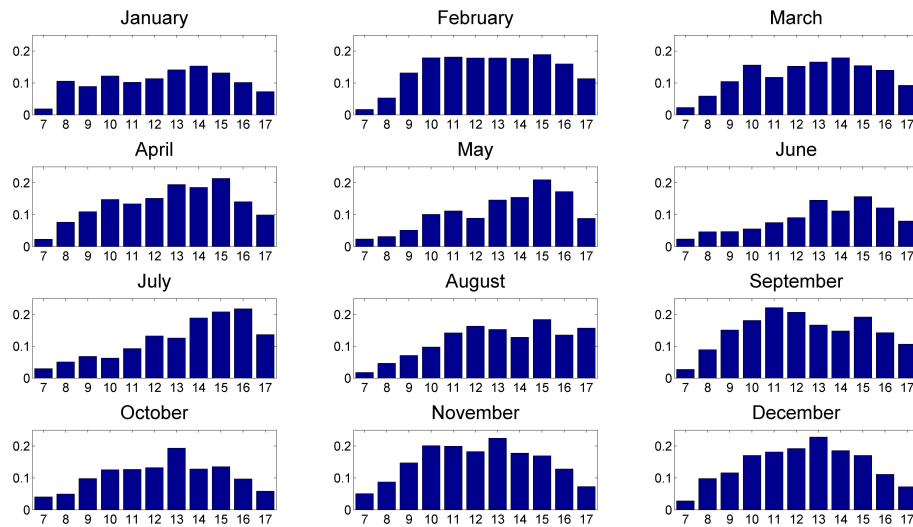 January February March
0.2 0.1 0 7 8 9 10 11 12 13 14 15 16 17
0.2 0.1 0 7 8 9 10 11 12 13 14 15 16 17
0.2 0.1 0 7 8 9 10 11 12 13 14 15 16 17
April May June
0.2 0.1 0 7 8 9 10 11 12 13 14 15 16 17
0.2 0.1 0 7 8 9 10 11 12 13 14 15 16 17
0.2 0.1 0 7 8 9 10 11 12 13 14 15 16 17
July August September
0.2 0.1 0 7 8 9 10 11 12 13 14 15 16 17
0.2 0.1 0 7 8 9 10 11 12 13 14 15 16 17
0.2 0.1 0 7 8 9 10 11 12 13 14 15 16 17
October November December
0.2 0.1 0 7 8 9 10 11 12 13 14 15 16 17
0.2 0.1 0 7 8 9 10 11 12 13 14 15 16 17
0.2 0.1 0 7 8 9 10 11 12 13 14 15 16 17